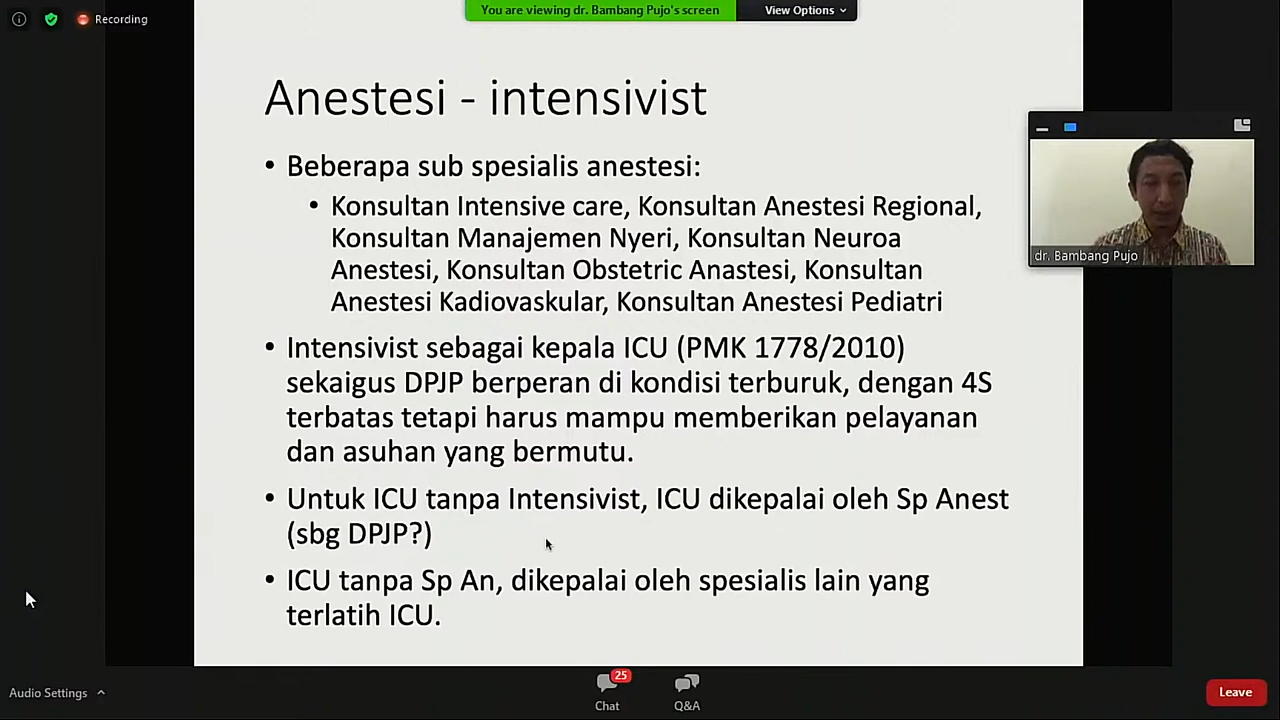 Recording
You are viewing dr. Bambang Pujo's screen
View Options
Anestesi - intensivist
• Beberapa sub spesialis anestesi:
• Konsultan Intensive care, Konsultan Anestesi Regional,
Konsultan Manajemen Nyeri, Konsultan Neuroa
Anestesi, Konsultan Obstetric Anastesi, Konsultan
Anestesi Kadiovaskular, Konsultan Anestesi Pediatri
• Intensivist sebagai kepala ICU (PMK 1778/2010)
sekaigus DPJP berperan di kondisi terburuk, dengan 4S
terbatas tetapi harus mampu memberikan pelayanan
dan asuhan yang bermutu.
• Untuk ICU tanpa Intensivist, ICU dikepalai oleh Sp Anest
(sbg DPJP?)
• ICU tanpa Sp An, dikepalai oleh spesialis lain yang
terlatih ICU.
dr. Bambang Pujo
Audio Settings
25
Chat
Q&A
Leave